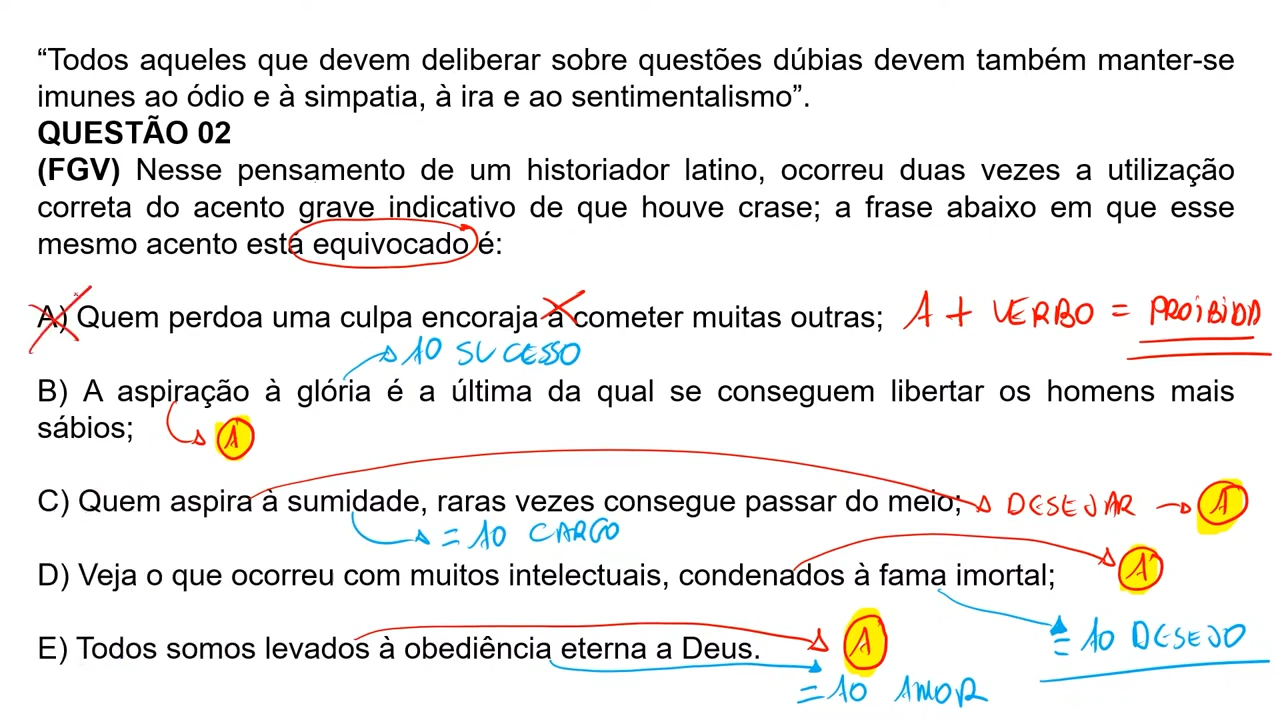 “Todos aqueles que devem deliberar sobre questões dúbias devem também manter-se
imunes ao ódio e à simpatia, à ira e ao sentimentalismo”.
QUESTÃO 02
(FGV) Nesse pensamento de um historiador latino, ocorreu duas vezes a utilização
correta do acento grave indicativo de que houve crase; a frase abaixo em que esse
mesmo acento está equivocado é:
A) Quem perdoa uma culpa encoraja à cometer muitas outras; A + VERBO = PROIBIDA
AO SUCESSO
B) A aspiração à glória é a última da qual se conseguem libertar os homens mais
sábios; A
C) Quem aspira à sumidade, raras vezes consegue passar do meio; DESEJAR → A
= AO CARGO
D) Veja o que ocorreu com muitos intelectuais, condenados à fama imortal; A
= AO DESEJO
E) Todos somos levados à obediência eterna a Deus. A
= AO AMOR